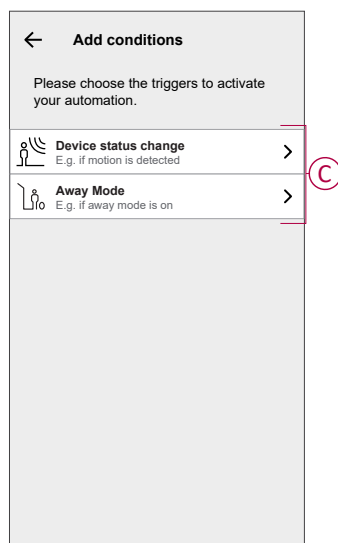 Add conditions
Please choose the triggers to activate
your automation.
Device status change
E.g. if motion is detected
Away Mode
E.g. if away mode is on
C